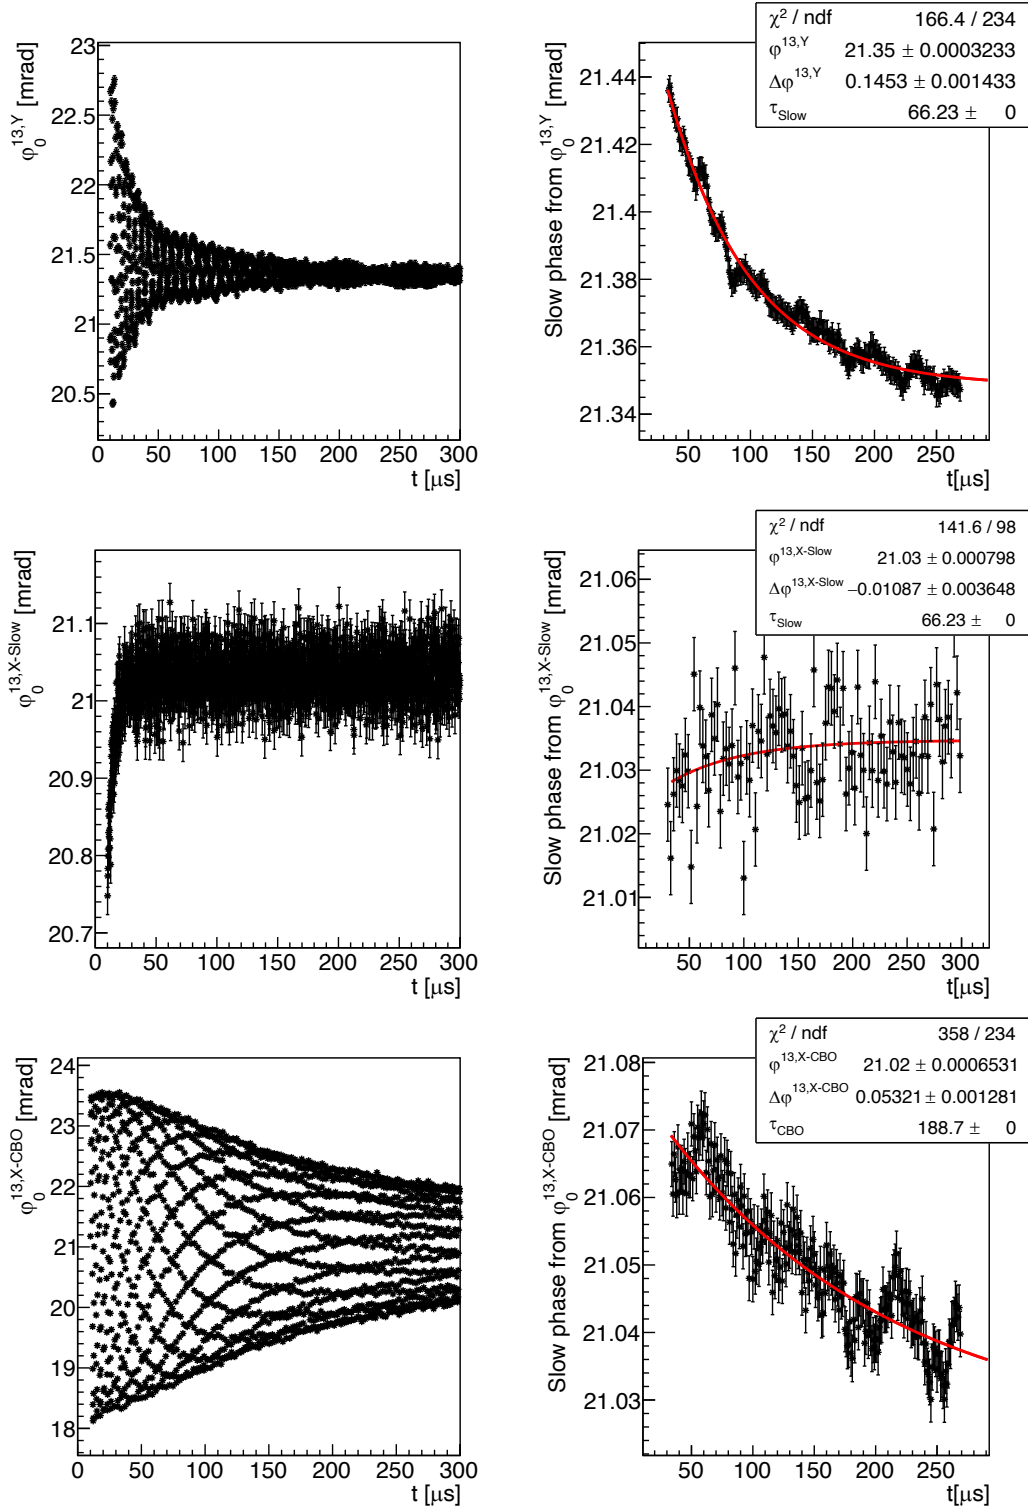 φ₀^13,Y [mrad]
23
22.5
22
21.5
21
20.5
0 50 100 150 200 250 300
t [μs]
χ² / ndf 166.4 / 234
φ^13,Y 21.35 ± 0.0003233
Δφ^13,Y 0.1453 ± 0.001433
τ_Slow 66.23 ± 0
Slow phase from φ₀^13,Y [mrad]
21.44
21.42
21.4
21.38
21.36
21.34
50 100 150 200 250
t[μs]
φ₀^13,X-Slow [mrad]
21.1
21
20.9
20.8
20.7
0 50 100 150 200 250 300
t [μs]
χ² / ndf 141.6 / 98
φ^13,X-Slow 21.03 ± 0.000798
Δφ^13,X-Slow −0.01087 ± 0.003648
τ_Slow 66.23 ± 0
Slow phase from φ₀^13,X-Slow [mrad]
21.06
21.05
21.04
21.03
21.02
21.01
50 100 150 200 250 300
t[μs]
φ₀^13,X-CBO [mrad]
24
23
22
21
20
19
18
0 50 100 150 200 250 300
t [μs]
χ² / ndf 358 / 234
φ^13,X-CBO 21.02 ± 0.0006531
Δφ^13,X-CBO 0.05321 ± 0.001281
τ_CBO 188.7 ± 0
Slow phase from φ₀^13,X-CBO [mrad]
21.08
21.07
21.06
21.05
21.04
21.03
50 100 150 200 250
t[μs]